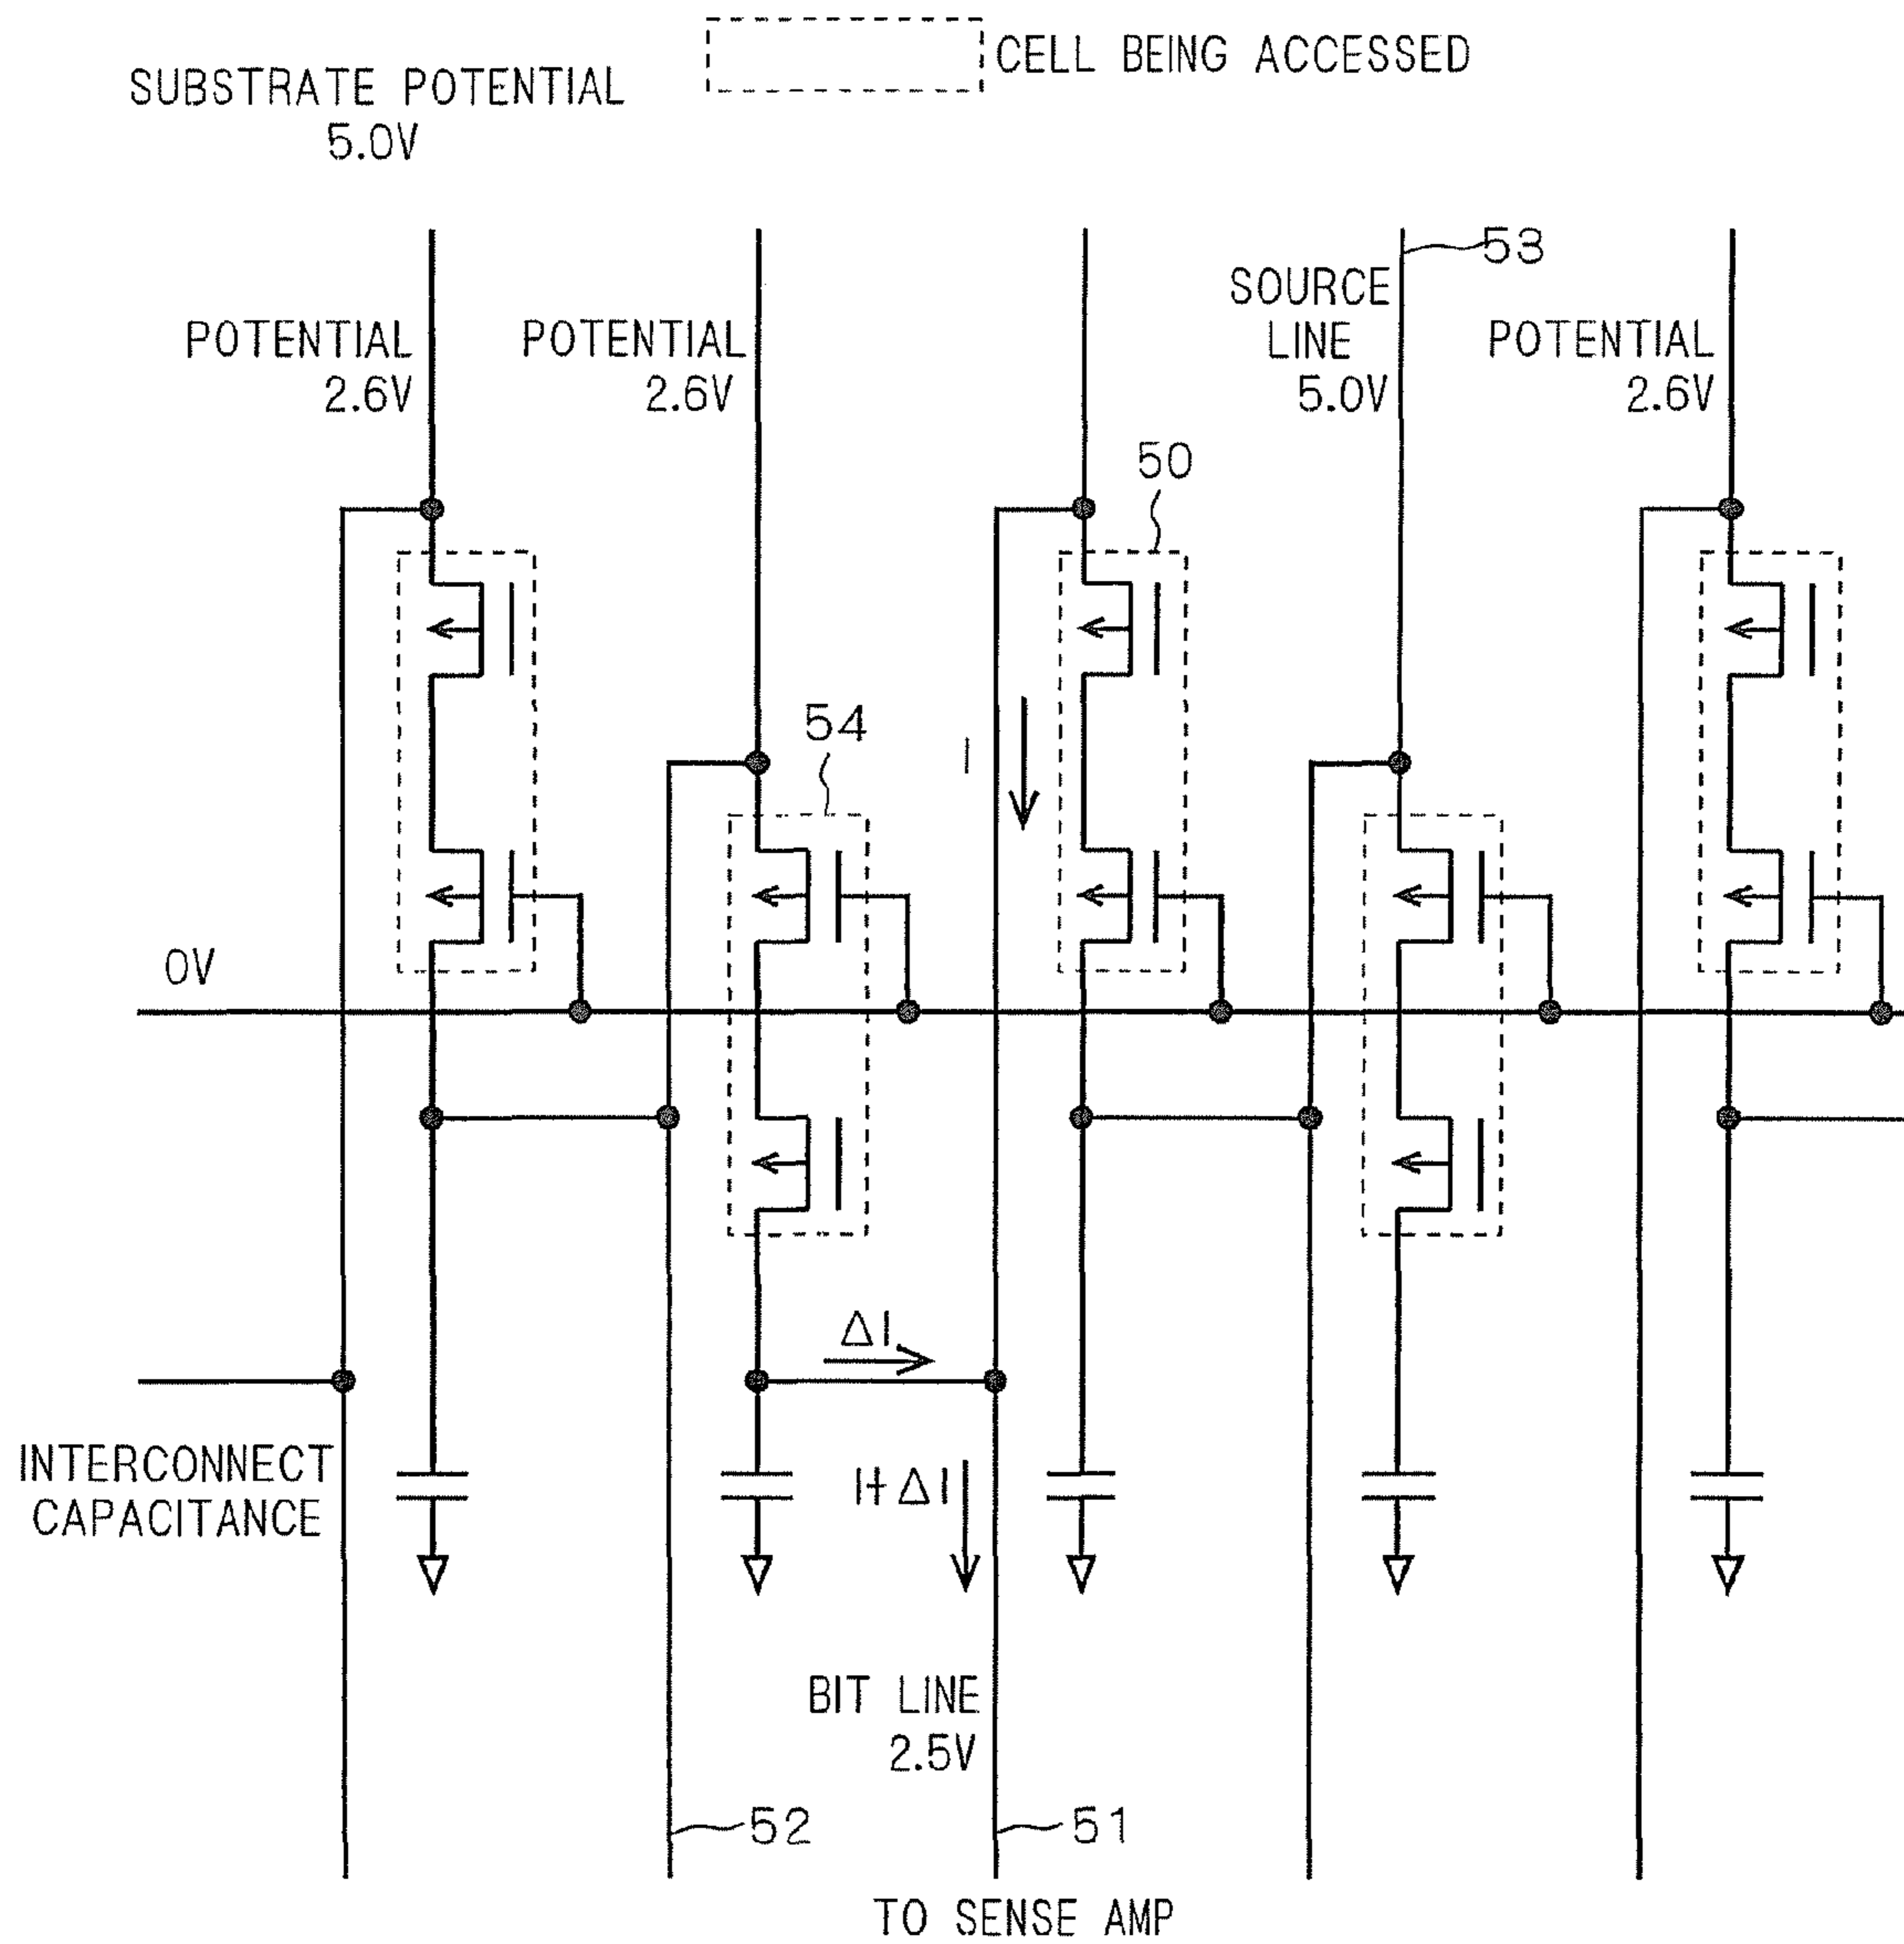 CELL BEING ACCESSED
SUBSTRATE POTENTIAL
5.0V
53
SOURCE
LINE
5.0V
POTENTIAL
2.6V
POTENTIAL
2.6V
POTENTIAL
2.6V
50
54
I
0V
ΔI
INTERCONNECT
CAPACITANCE
I+ΔI
BIT LINE
2.5V
52
51
TO SENSE AMP